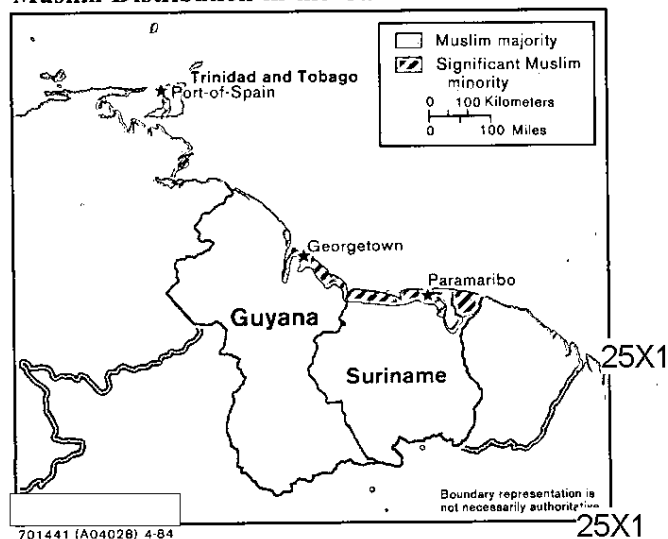 Muslim Distribution in the
Muslim majority
Significant Muslim
minority
0 100 Kilometers
0 100 Miles
Trinidad and Tobago
Port-of-Spain
Georgetown
Paramaribo
Guyana
Suriname
25X1
Boundary representation is
not necessarily authoritative
25X1
701441 (A04028) 4-84